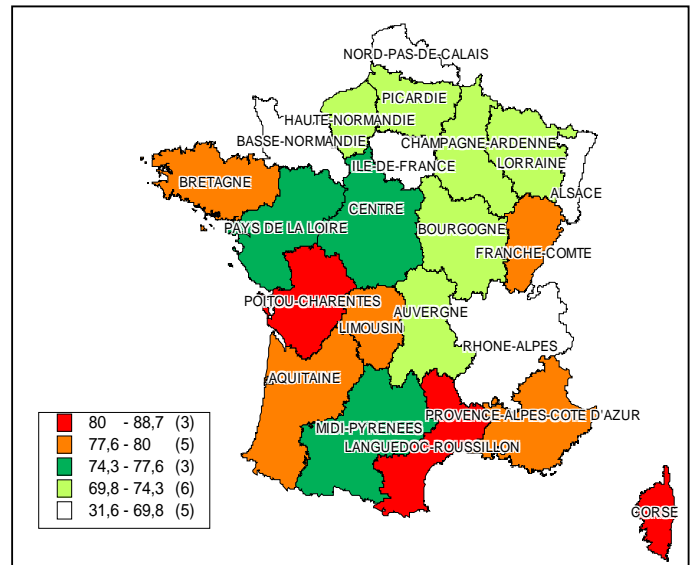 NORD-PAS-DE-CALAIS
PICARDIE
HAUTE-NORMANDIE
BASSE-NORMANDIE
CHAMPAGNE-ARDENNE
ILE-DE-FRANCE
LORRAINE
BRETAGNE
ALSACE
CENTRE
PAYS DE LA LOIRE
BOURGOGNE
FRANCHE-COMTE
POITOU-CHARENTES
AUVERGNE
LIMOUSIN
RHONE-ALPES
AQUITAINE
PROVENCE-ALPES-COTE D'AZUR
MIDI-PYRENEES
LANGUEDOC-ROUSSILLON
CORSE
80 - 88,7 (3)
77,6 - 80 (5)
74,3 - 77,6 (3)
69,8 - 74,3 (6)
31,6 - 69,8 (5)